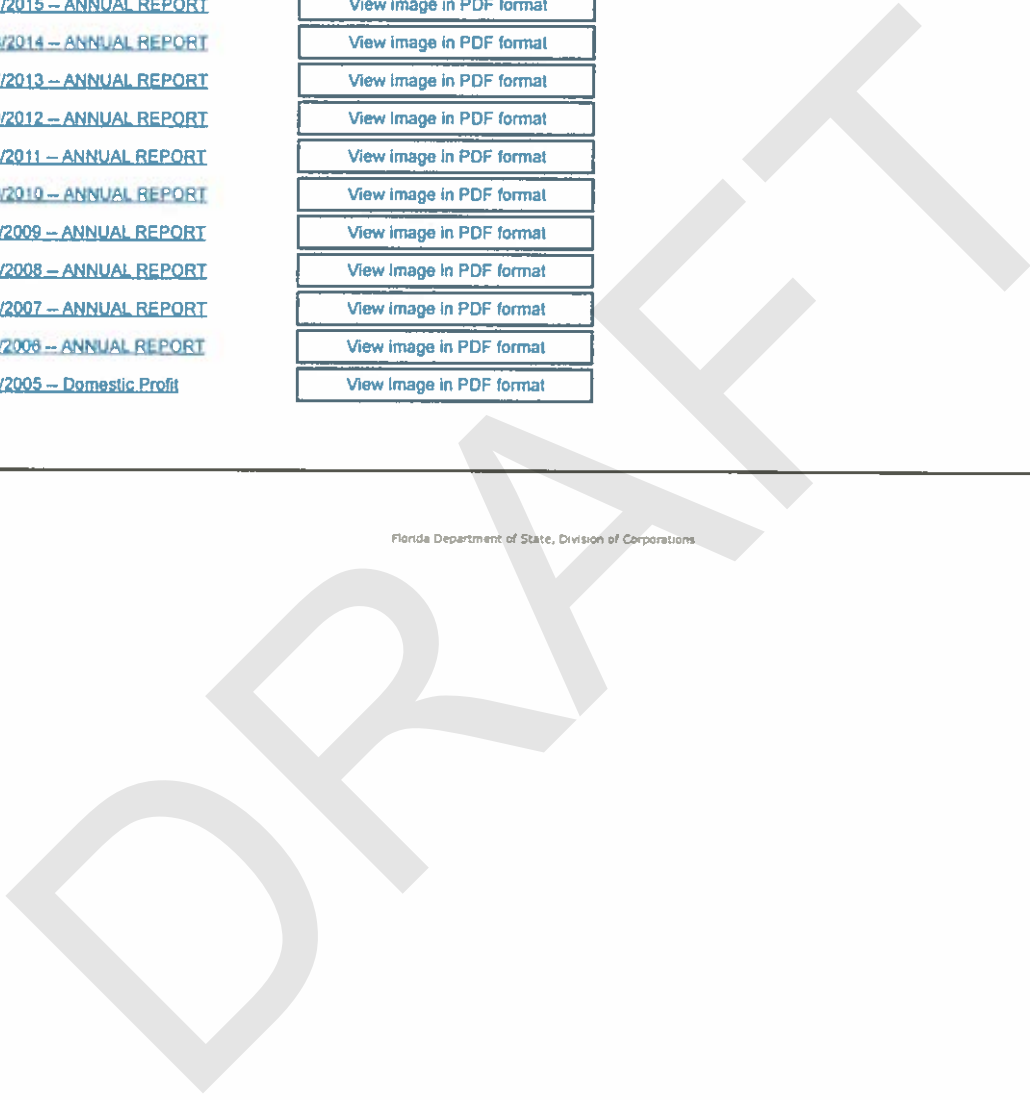 /2015 -- ANNUAL REPORT View image in PDF format
/2014 -- ANNUAL REPORT View image in PDF format
/2013 -- ANNUAL REPORT View image in PDF format
/2012 -- ANNUAL REPORT View image in PDF format
/2011 -- ANNUAL REPORT View image in PDF format
/2010 -- ANNUAL REPORT View image in PDF format
/2009 -- ANNUAL REPORT View image in PDF format
/2008 -- ANNUAL REPORT View image in PDF format
/2007 -- ANNUAL REPORT View image in PDF format
/2006 -- ANNUAL REPORT View image in PDF format
/2005 -- Domestic Profit View image in PDF format
Florida Department of State, Division of Corporations
DRAFT